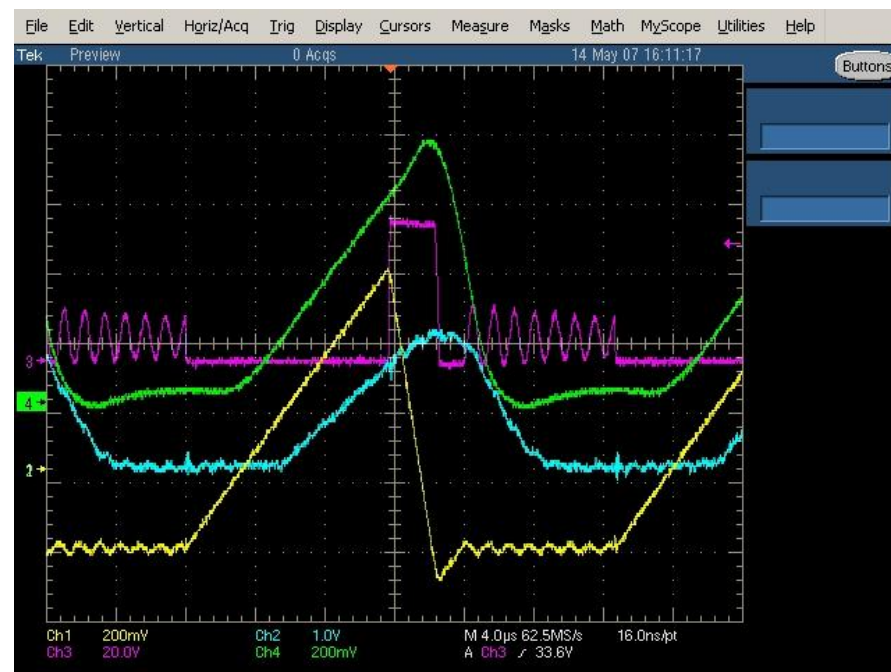 File Edit Vertical Horiz/Acq Trig Display Cursors Measure Masks Math MyScope Utilities Help
Tek Preview 0 Acqs 14 May 07 16:11:17
Buttons
3
4
2
Ch1 200mV Ch2 1.0V M 4.0µs 62.5MS/s 16.0ns/pt
Ch3 20.0V Ch4 200mV A Ch3 ∕ 33.6V